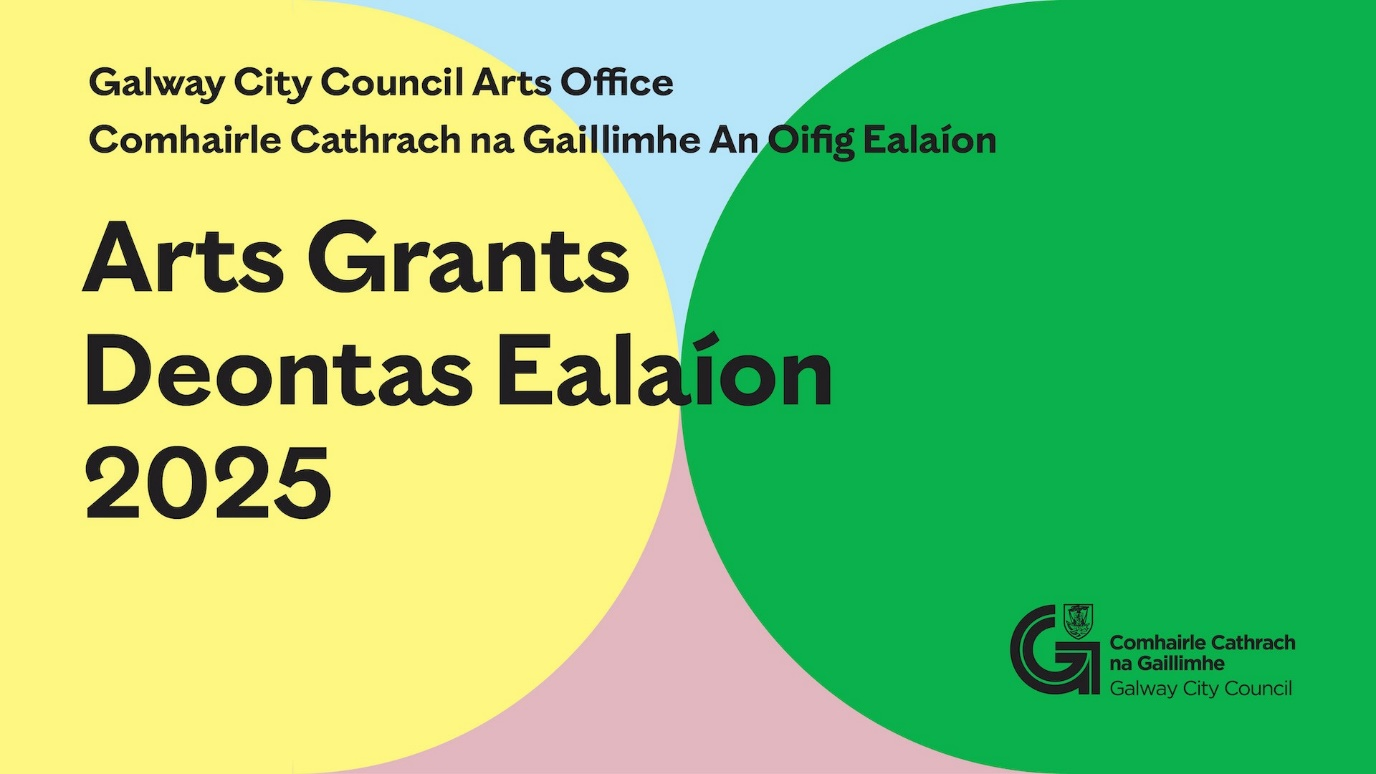 Galway City Council Arts Office
Comhairle Cathrach na Gaillimhe An Oifig Ealaíon
Arts Grants
Deontas Ealaíon
2025
Comhairle Cathrach
na Gaillimhe
Galway City Council